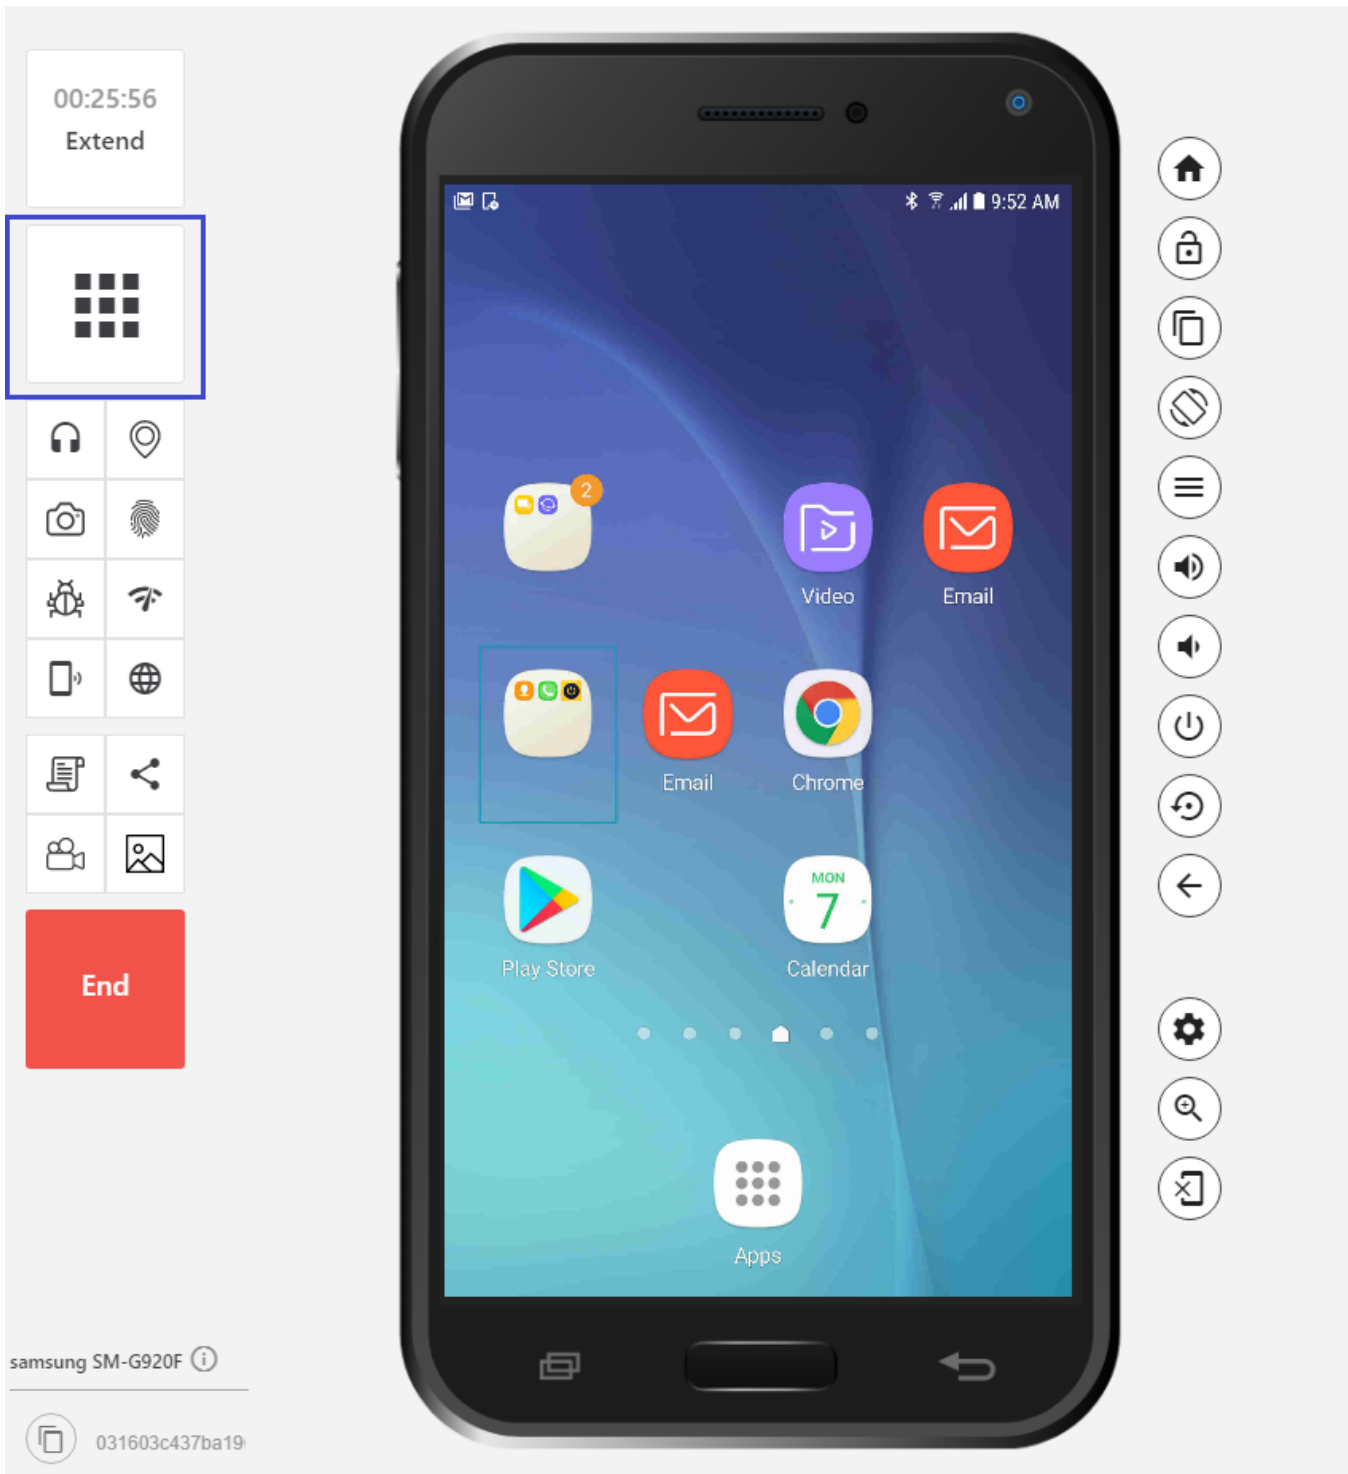 00:25:56
Extend
9:52 AM
2
Video
Email
Email
Chrome
MON
7
Play Store
Calendar
Apps
End
samsung SM-G920F
031603c437ba19